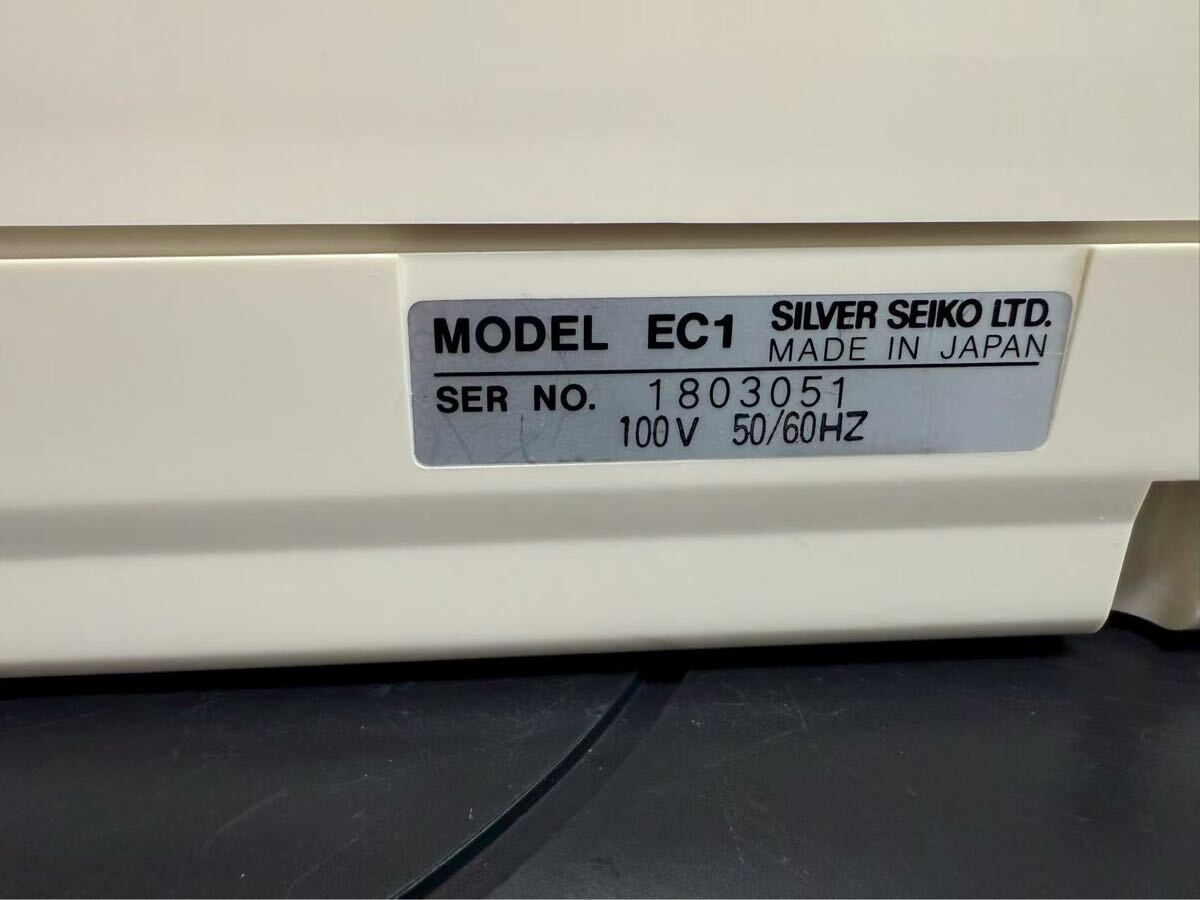 MODEL EC1 SILVER SEIKO LTD.
MADE IN JAPAN
SER NO. 1803051
100V 50/60HZ